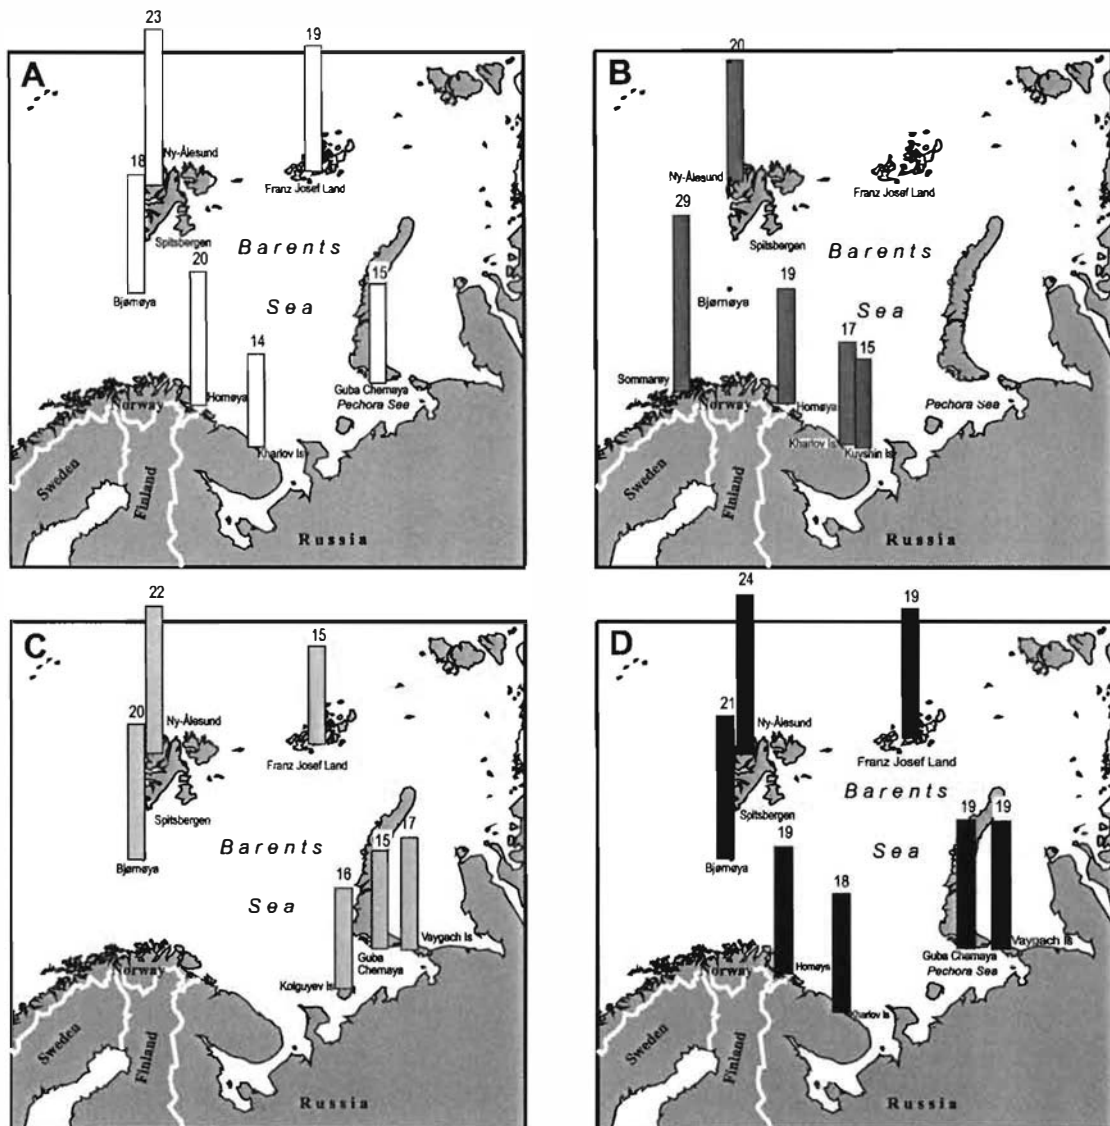 A
23
19
18
Ny-Ålesund
Franz Josef Land
Spitsbergen
Barents
20
15
Bjørnøya
Sea
14
Guba Chernaya
Hornøya
Pechora Sea
Norway
Kharlov Is
Sweden
Finland
Russia
B
20
Ny-Ålesund
Franz Josef Land
29
Spitsbergen
Barents
19
Bjørnøya
Sea
17
15
Sommarøy
Norway
Hornøya
Pechora Sea
Kharlov Is
Kuvshin Is
Sweden
Finland
Russia
C
22
15
20
Ny-Ålesund
Franz Josef Land
Spitsbergen
Barents
15
17
Bjørnøya
16
Sea
Vaygach Is
Guba
Chernaya
Norway
Kolguyev Is
Sweden
Finland
Russia
D
24
19
21
Ny-Ålesund
Franz Josef Land
Barents
Spitsbergen
19
19
19
Sea
Bjørnøya
18
Vaygach Is
Guba Chernaya
Norway
Hornøya
Pechora Sea
Kharlov Is
Sweden
Finland
Russia